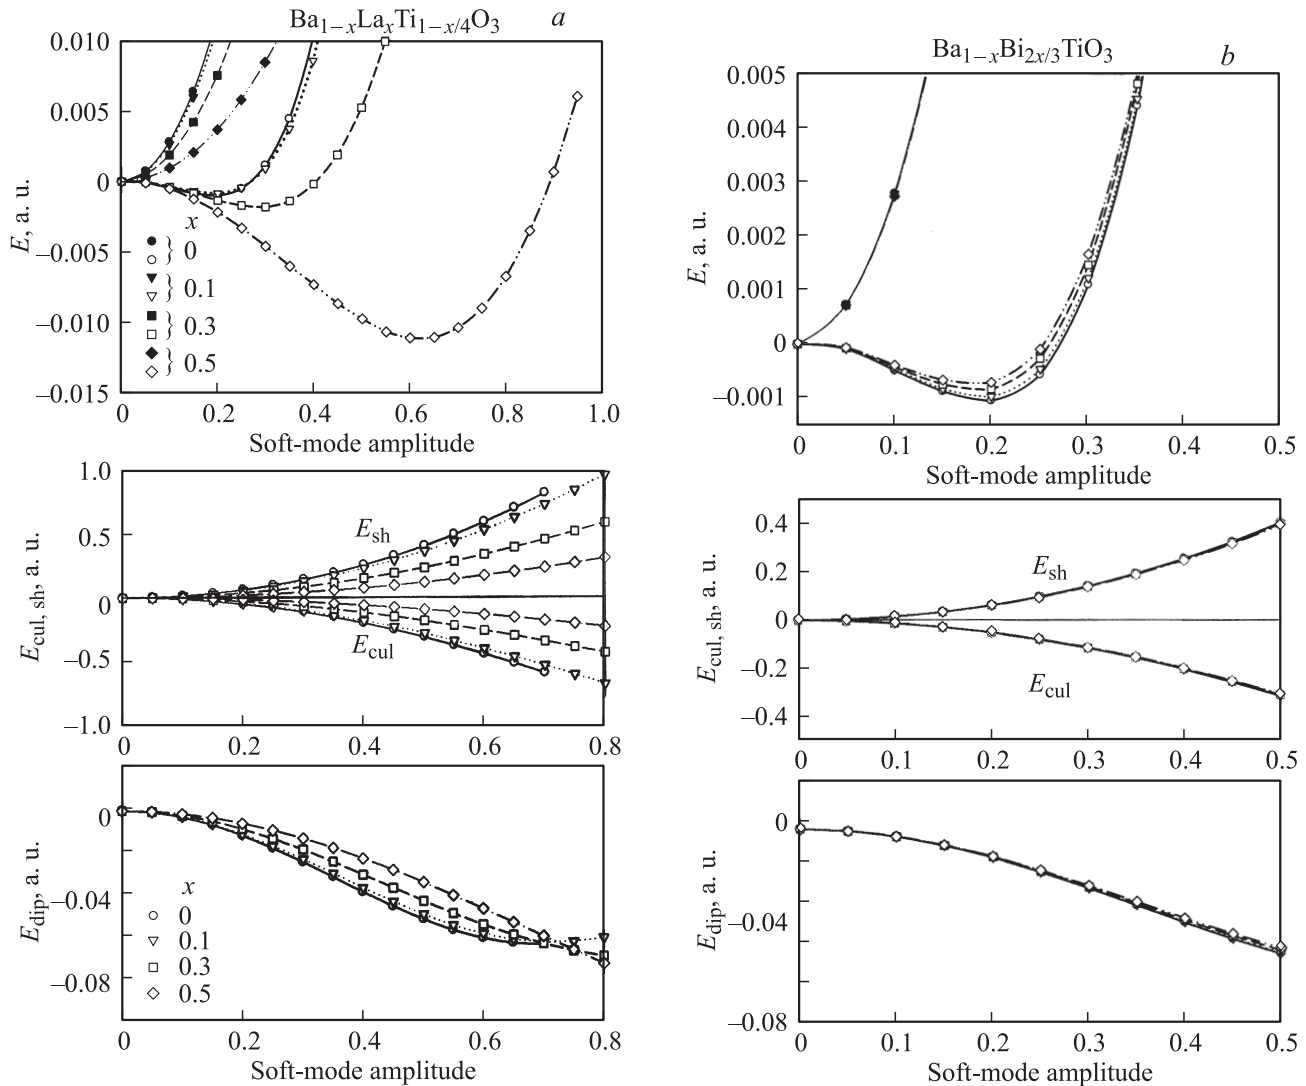 Ba1−xLaxTi1−x/4O3 a
0.010
0.005
0
−0.005
−0.010
−0.015
E, a. u.
x
0
0.1
0.3
0.5
0 0.2 0.4 0.6 0.8 1.0
Soft-mode amplitude
1.0
0.5
0
−0.5
−1.0
Ecul, sh, a. u.
Esh
Ecul
0 0.2 0.4 0.6 0.8
0
−0.04
−0.08
Edip, a. u.
x
0
0.1
0.3
0.5
0 0.2 0.4 0.6 0.8
Soft-mode amplitude
Ba1−xBi2x/3TiO3 b
0.005
0.004
0.003
0.002
0.001
0
−0.001
E, a. u.
0 0.1 0.2 0.3 0.4 0.5
Soft-mode amplitude
0.4
0.2
0
−0.2
−0.4
Ecul, sh, a. u.
Esh
Ecul
0 0.1 0.2 0.3 0.4 0.5
0
−0.04
−0.08
Edip, a. u.
0 0.1 0.2 0.3 0.4 0.5
Soft-mode amplitude